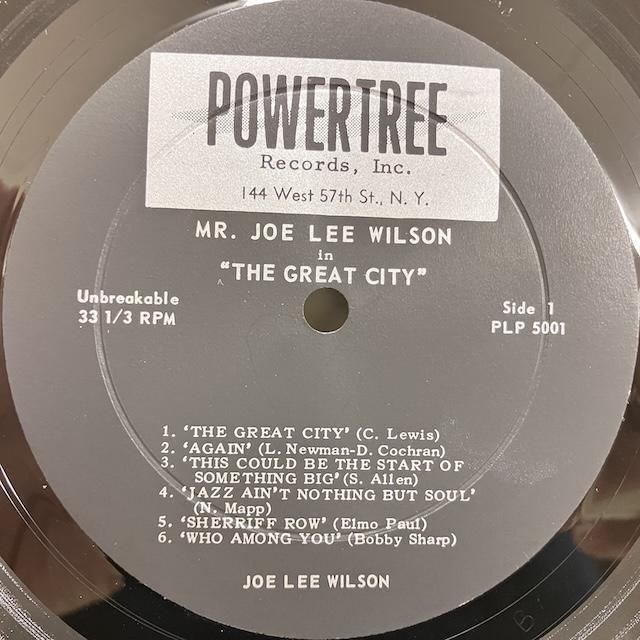 POWERTREE
Records, Inc.
144 West 57th St., N. Y.
MR. JOE LEE WILSON
in
"THE GREAT CITY"
Unbreakable
33 1/3 RPM
Side 1
PLP 5001
1. 'THE GREAT CITY' (C. Lewis)
2. 'AGAIN' (L. Newman-D. Cochran)
3. 'THIS COULD BE THE START OF
SOMETHING BIG' (S. Allen)
4. 'JAZZ AIN'T NOTHING BUT SOUL'
(N. Mapp)
5. 'SHERRIFF ROW' (Elmo Paul)
6. 'WHO AMONG YOU' (Bobby Sharp)
JOE LEE WILSON